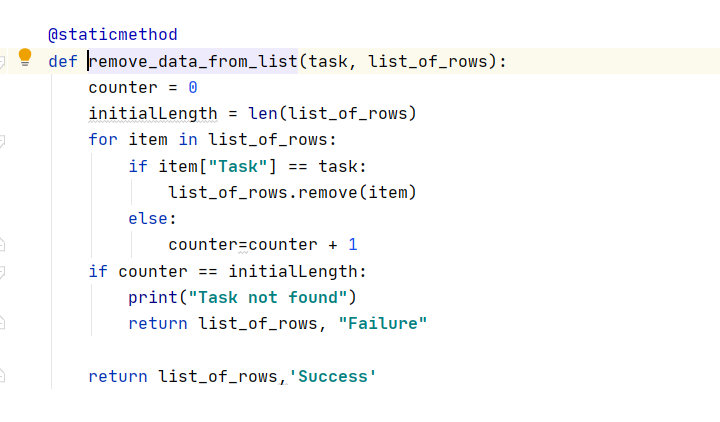 @staticmethod
def remove_data_from_list(task, list_of_rows):
    counter = 0
    initialLength = len(list_of_rows)
    for item in list_of_rows:
        if item["Task"] == task:
            list_of_rows.remove(item)
        else:
            counter=counter + 1
    if counter == initialLength:
        print("Task not found")
        return list_of_rows, "Failure"

    return list_of_rows,'Success'